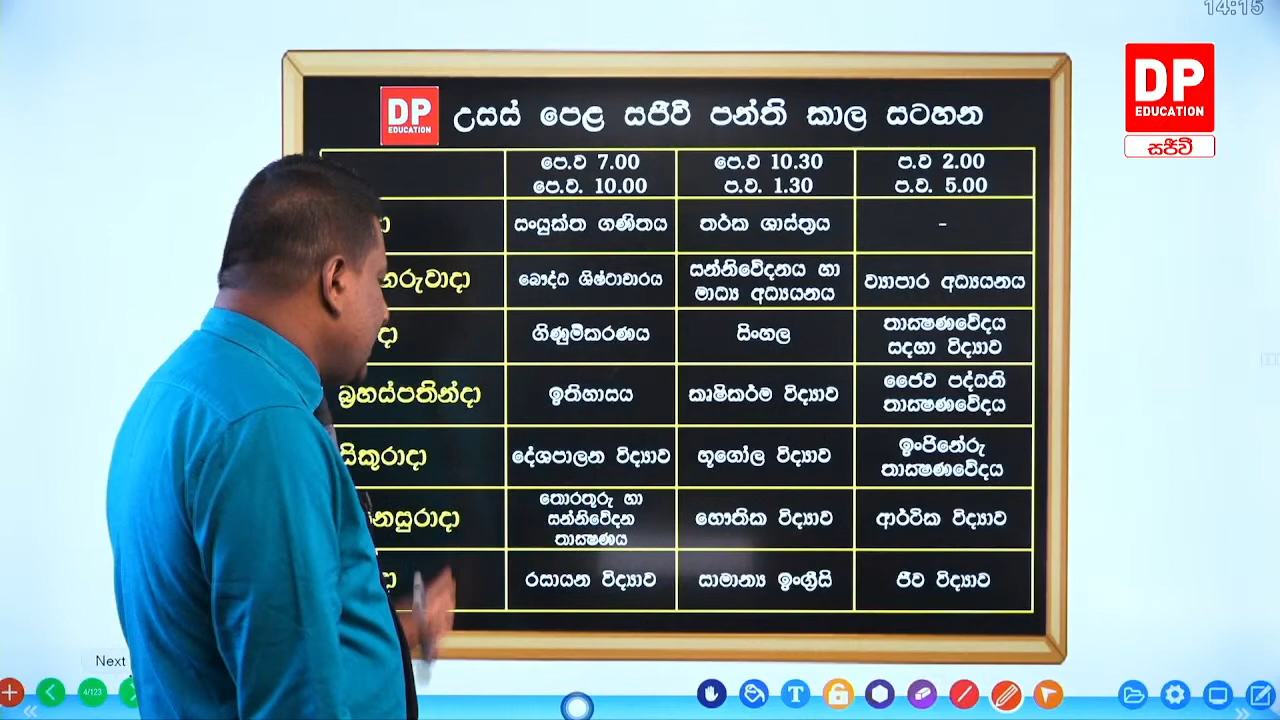 14:15
DP
EDUCATION
සජීවී
DP
EDUCATION
උසස් පෙළ සජීවී පන්ති කාල සටහන
පෙ.ව 7.00
පෙ.ව. 10.00
පෙ.ව 10.30
ප.ව. 1.30
ප.ව 2.00
ප.ව. 5.00
සංයුක්ත ගණිතය
තර්ක ශාස්ත්‍රය
-
බෞද්ධ ශිෂ්ටාචාරය
සන්නිවේදනය හා
මාධ්‍ය අධ්‍යයනය
ව්‍යාපාර අධ්‍යයනය
ගිණුම්කරණය
සිංහල
තාක්ෂණවේදය
සදහා විද්‍යාව
බ්‍රහස්පතින්දා
ඉතිහාසය
කෘෂිකර්ම විද්‍යාව
ජෛව පද්ධති
තාක්ෂණවේදය
සිකුරාදා
දේශපාලන විද්‍යාව
භූගෝල විද්‍යාව
ඉංජිනේරු
තාක්ෂණවේදය
තොරතුරු හා
සන්නිවේදන
තාක්ෂණය
භෞතික විද්‍යාව
ආර්ථික විද්‍යාව
රසායන විද්‍යාව
සාමාන්‍ය ඉංග්‍රීසි
ජීව විද්‍යාව
Next
4/123
T